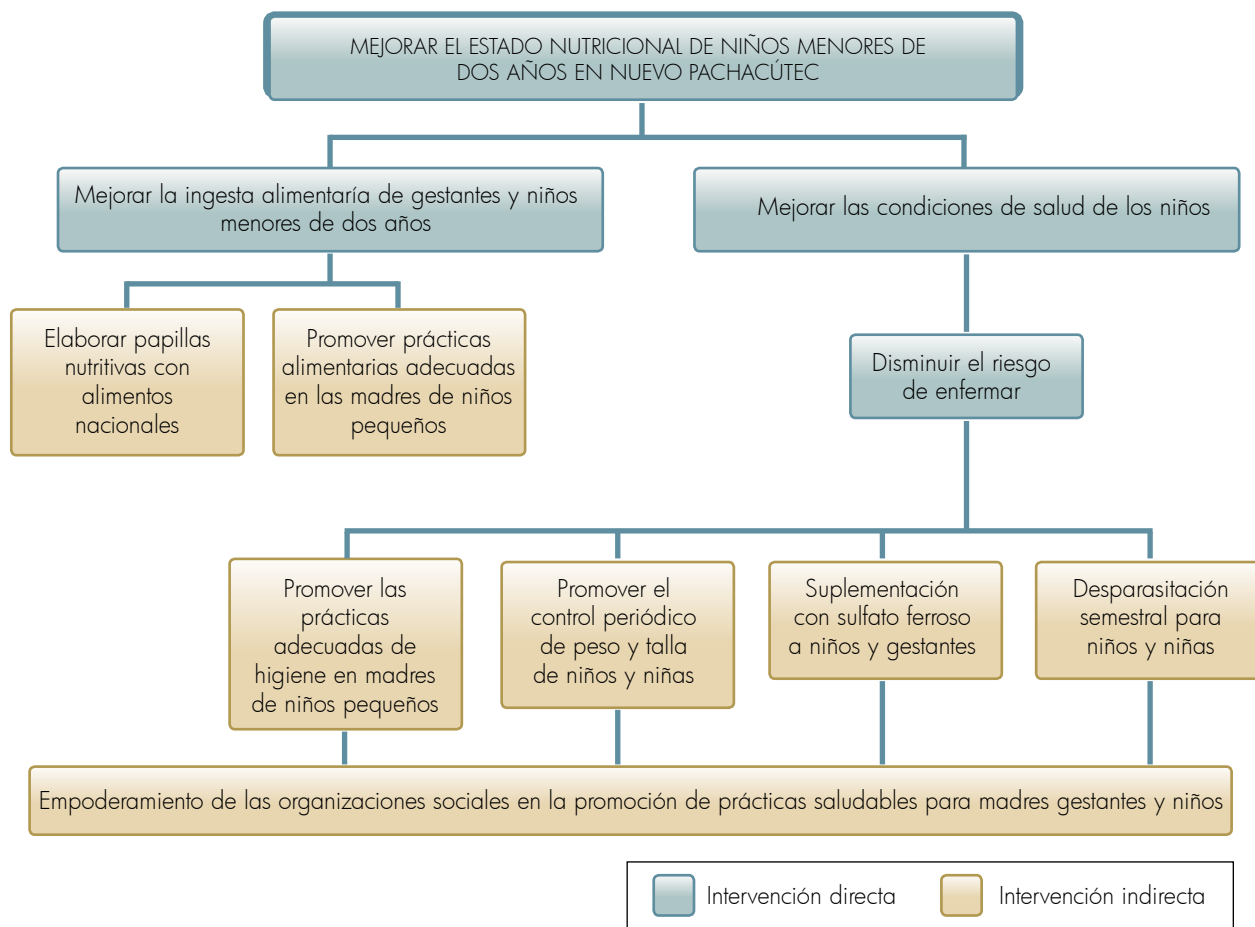 MEJORAR EL ESTADO NUTRICIONAL DE NIÑOS MENORES DE
DOS AÑOS EN NUEVO PACHACÚTEC
Mejorar la ingesta alimentaría de gestantes y niños
menores de dos años
Mejorar las condiciones de salud de los niños
Elaborar papillas
nutritivas con
alimentos
nacionales
Promover prácticas
alimentarias adecuadas
en las madres de niños
pequeños
Disminuir el riesgo
de enfermar
Promover las
prácticas
adecuadas de
higiene en madres
de niños pequeños
Promover el
control periódico
de peso y talla
de niños y niñas
Suplementación
con sulfato ferroso
a niños y gestantes
Desparasitación
semestral para
niños y niñas
Empoderamiento de las organizaciones sociales en la promoción de prácticas saludables para madres gestantes y niños
Intervención directa
Intervención indirecta